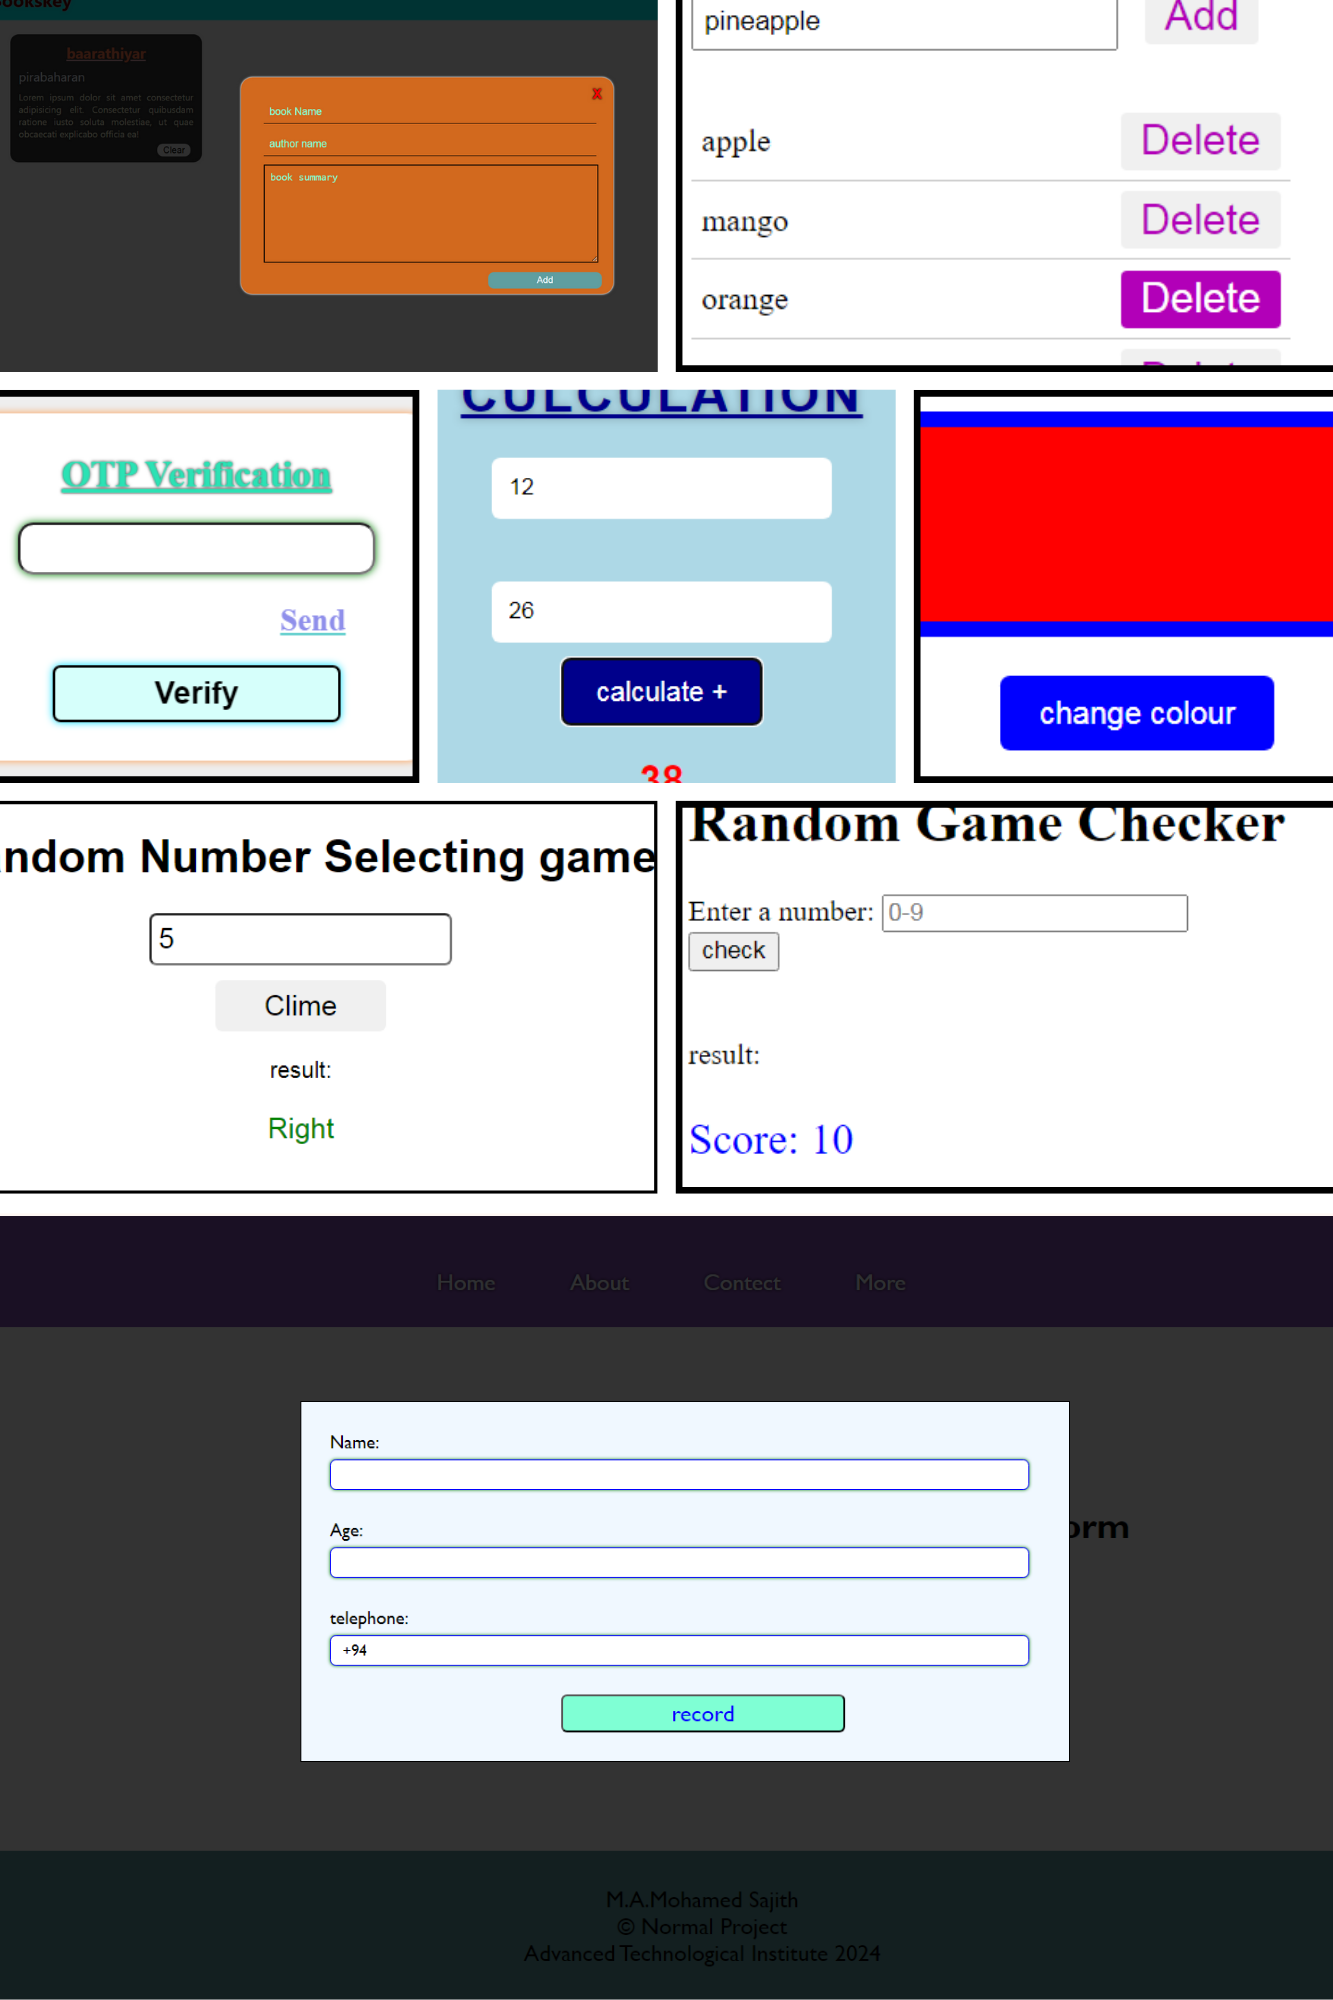 Bookskey
baarathiyar
pirabaharan
Lorem ipsum dolor sit amet consectetur
adipisicing elit. Consectetur quibusdam
ratione iusto soluta molestiae, ut quae
obcaecati explicabo officia ea!
Clear
X
book Name
author name
book summary
Add
pineapple
Add
apple
Delete
mango
Delete
orange
Delete
Delete
OTP Verification
Send
Verify
CULCULATION
12
26
calculate +
38
change colour
ndom Number Selecting game
5
Clime
result:
Right
Random Game Checker
Enter a number: 0-9
check
result:
Score: 10
Home
About
Contect
More
Name:
Age:
orm
telephone:
+94
record
M.A.Mohamed Sajith
© Normal Project
Advanced Technological Institute 2024